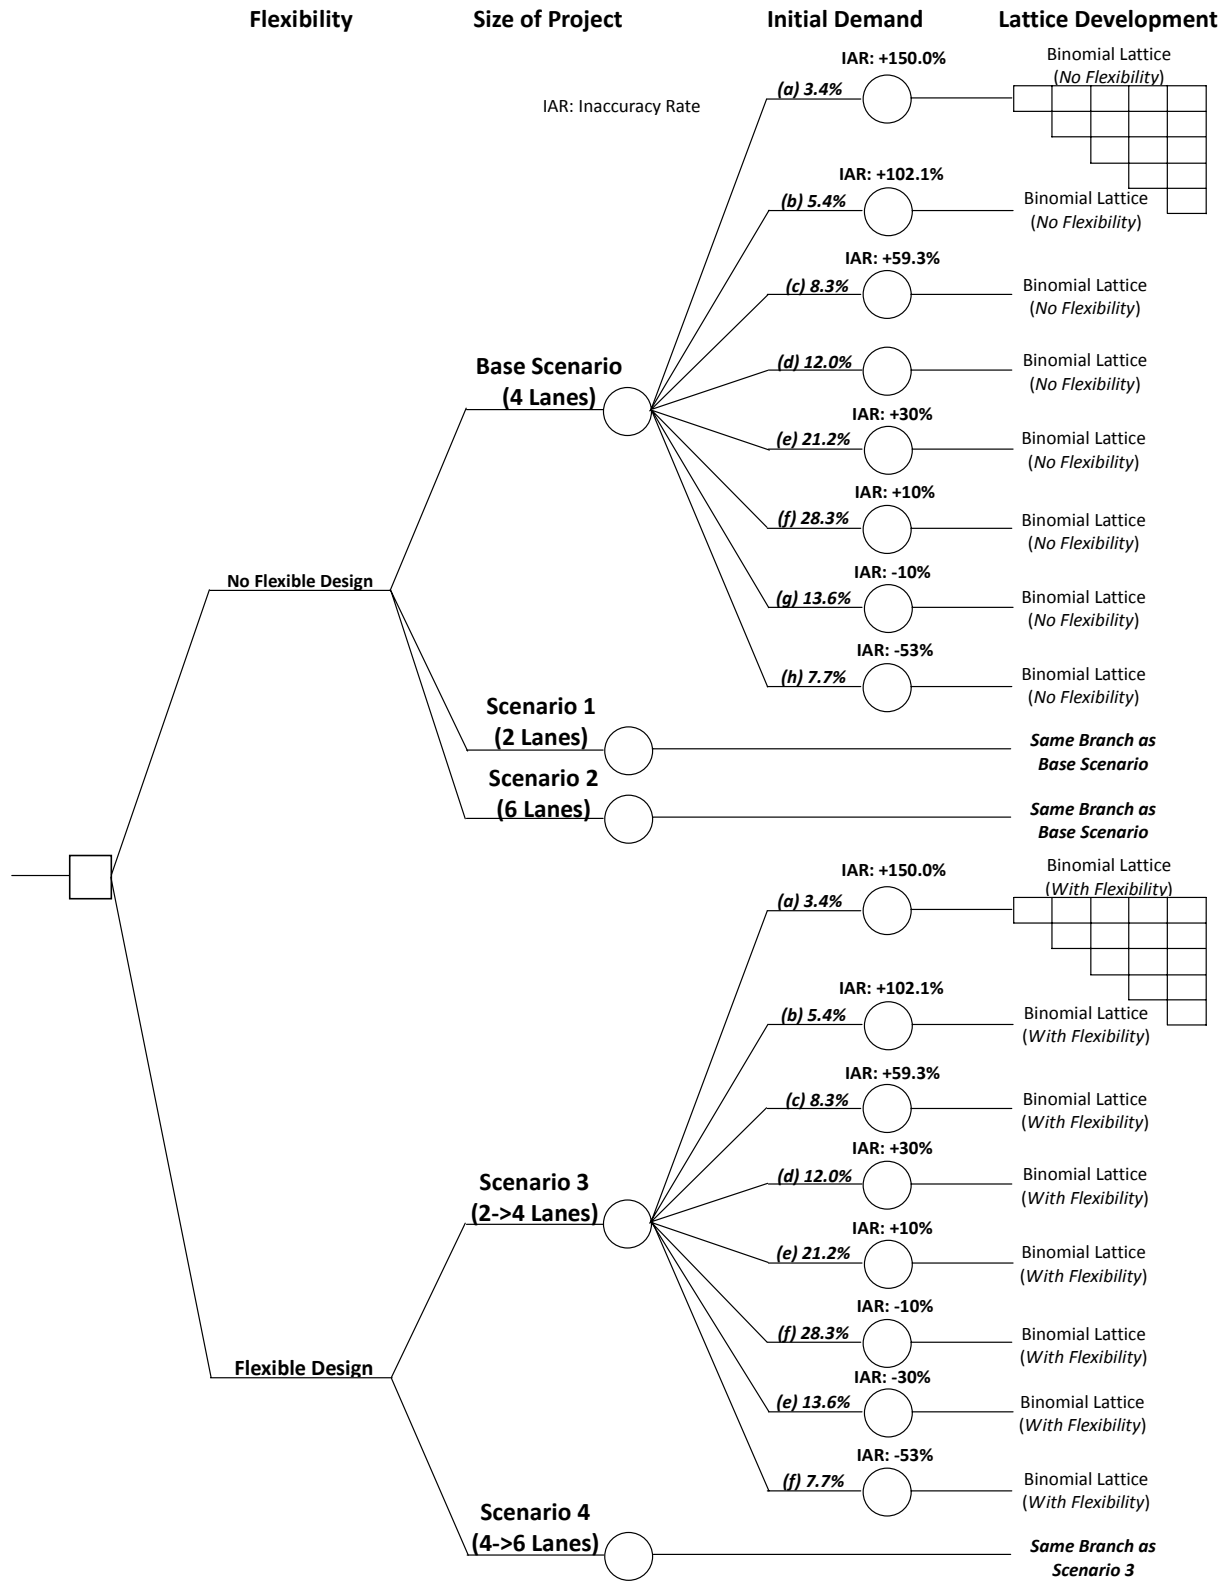 Flexibility Size of Project Initial Demand Lattice Development
IAR: Inaccuracy Rate
IAR: +150.0%
(a) 3.4%
Binomial Lattice
(No Flexibility)
IAR: +102.1%
(b) 5.4%
Binomial Lattice
(No Flexibility)
IAR: +59.3%
(c) 8.3%
Binomial Lattice
(No Flexibility)
Base Scenario
(4 Lanes)
(d) 12.0%
Binomial Lattice
(No Flexibility)
IAR: +30%
(e) 21.2%
Binomial Lattice
(No Flexibility)
IAR: +10%
(f) 28.3%
Binomial Lattice
(No Flexibility)
No Flexible Design
IAR: -10%
(g) 13.6%
Binomial Lattice
(No Flexibility)
IAR: -53%
(h) 7.7%
Binomial Lattice
(No Flexibility)
Scenario 1
(2 Lanes)
Same Branch as
Base Scenario
Scenario 2
(6 Lanes)
Same Branch as
Base Scenario
IAR: +150.0%
(a) 3.4%
Binomial Lattice
(With Flexibility)
IAR: +102.1%
(b) 5.4%
Binomial Lattice
(With Flexibility)
IAR: +59.3%
(c) 8.3%
Binomial Lattice
(With Flexibility)
Scenario 3
(2->4 Lanes)
IAR: +30%
(d) 12.0%
Binomial Lattice
(With Flexibility)
IAR: +10%
(e) 21.2%
Binomial Lattice
(With Flexibility)
IAR: -10%
(f) 28.3%
Binomial Lattice
(With Flexibility)
Flexible Design
IAR: -30%
(e) 13.6%
Binomial Lattice
(With Flexibility)
IAR: -53%
(f) 7.7%
Binomial Lattice
(With Flexibility)
Scenario 4
(4->6 Lanes)
Same Branch as
Scenario 3